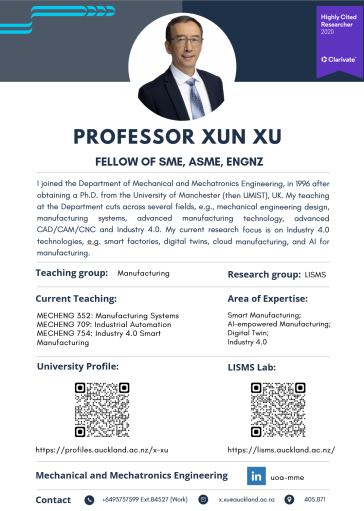 Highly Cited
Researcher
2020
Clarivate
PROFESSOR XUN XU
FELLOW OF SME, ASME, ENGNZ
I joined the Department of Mechanical and Mechatronics Engineering, in 1996 after
obtaining a Ph.D. from the University of Manchester (then UMIST), UK. My teaching
at the Department cuts across several fields, e.g., mechanical engineering design,
manufacturing systems, advanced manufacturing technology, advanced
CAD/CAM/CNC and Industry 4.0. My current research focus is on Industry 4.0
technologies, e.g. smart factories, digital twins, cloud manufacturing, and AI for
manufacturing.
Teaching group: Manufacturing
Research group: LISMS
Current Teaching:
MECHENG 352: Manufacturing Systems
MECHENG 709: Industrial Automation
MECHENG 754: Industry 4.0 Smart
Manufacturing
Area of Expertise:
Smart Manufacturing;
AI-empowered Manufacturing;
Digital Twin;
Industry 4.0
University Profile:
https://profiles.auckland.ac.nz/x-xu
LISMS Lab:
https://lisms.auckland.ac.nz/
Mechanical and Mechatronics Engineering
in
uoa-mme
Contact
+6495757599 Ext.84527 (Work)
x.xu@auckland.ac.nz
405.871